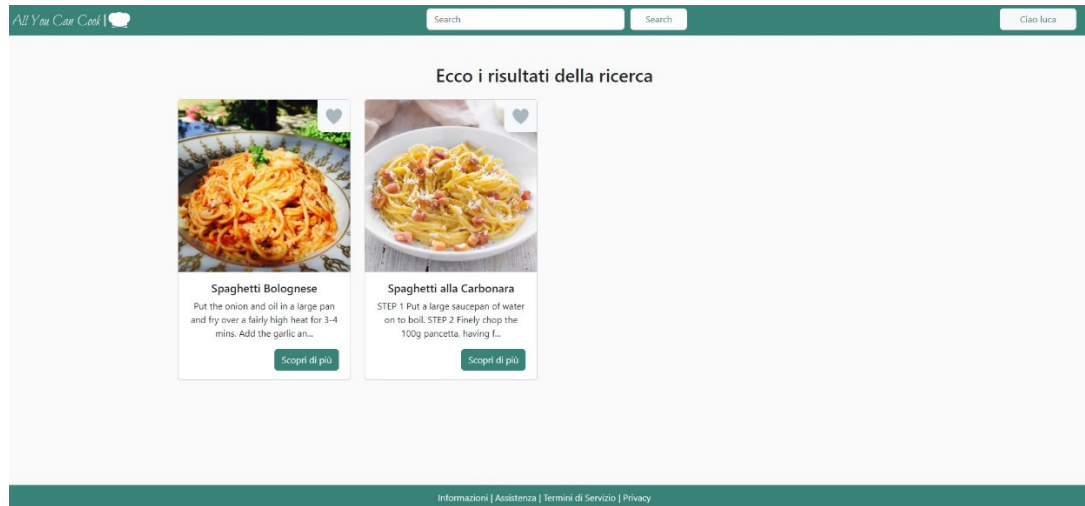 All You Can Cook |
Search
Search
Ciao luca
Ecco i risultati della ricerca
Spaghetti Bolognese
Put the onion and oil in a large pan
and fry over a fairly high heat for 3-4
mins. Add the garlic an...
Scopri di più
Spaghetti alla Carbonara
STEP 1 Put a large saucepan of water
on to boil. STEP 2 Finely chop the
100g pancetta, having f...
Scopri di più
Informazioni | Assistenza | Termini di Servizio | Privacy